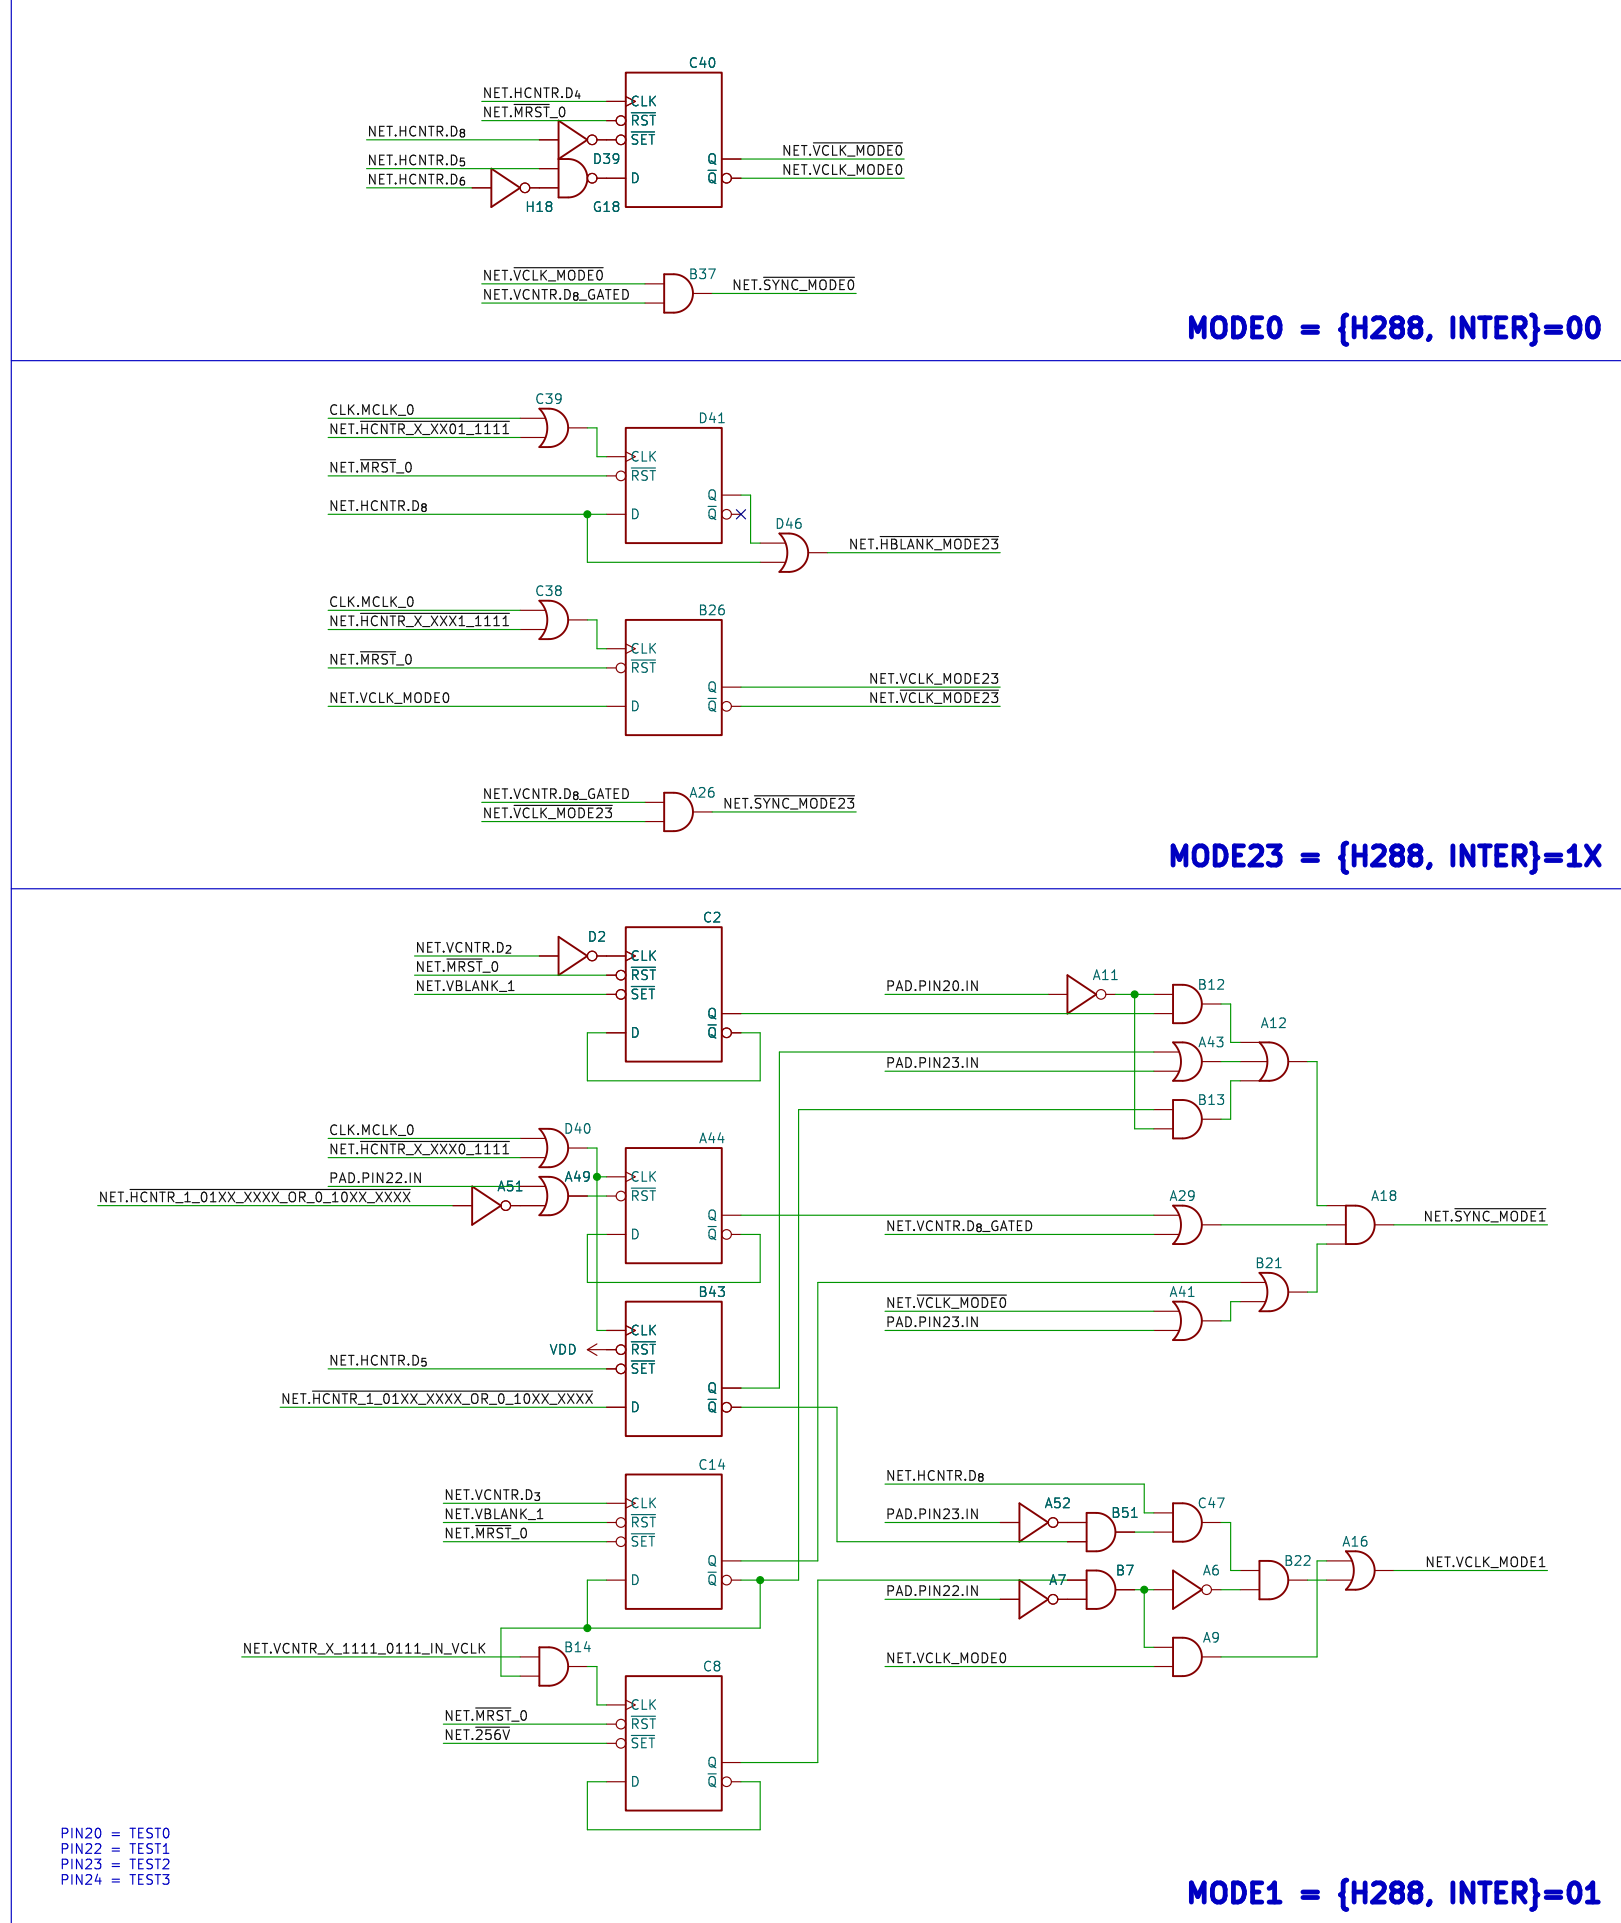 C40
NET.HCNTR.D4
CLK
NET.MRST_0
RST
NET.HCNTR.D8
SET
NET.VCLK_MODE0
D39
Q
NET.HCNTR.D5
NET.VCLK_MODE0
NET.HCNTR.D6
D
Q
H18
G18
NET.VCLK_MODE0
B37
NET.VCNTR.D8_GATED
NET.SYNC_MODE0
MODE0 = {H288, INTER}=00
C39
CLK.MCLK_0
D41
NET.HCNTR_X_XX01_1111
CLK
NET.MRST_0
RST
Q
NET.HCNTR.D8
D
Q
D46
NET.HBLANK_MODE23
C38
CLK.MCLK_0
B26
NET.HCNTR_X_XXX1_1111
CLK
NET.MRST_0
RST
NET.VCLK_MODE23
Q
NET.VCLK_MODE0
NET.VCLK_MODE23
D
Q
NET.VCNTR.D8_GATED
A26
NET.VCLK_MODE23
NET.SYNC_MODE23
MODE23 = {H288, INTER}=1X
C2
D2
NET.VCNTR.D2
CLK
NET.MRST_0
RST
NET.VBLANK_1
SET
Q
D
Q
PAD.PIN20.IN
A11
B12
A12
A43
PAD.PIN23.IN
B13
CLK.MCLK_0
D40
A44
NET.HCNTR_X_XXX0_1111
PAD.PIN22.IN
A49
CLK
A51
NET.HCNTR_1_01XX_XXXX_OR_0_10XX_XXXX
RST
Q
D
Q
A29
A18
NET.VCNTR.D8_GATED
NET.SYNC_MODE1
B43
B21
A41
NET.VCLK_MODE0
PAD.PIN23.IN
CLK
VDD
RST
NET.HCNTR.D5
SET
Q
NET.HCNTR_1_01XX_XXXX_OR_0_10XX_XXXX
D
Q
C14
NET.VCNTR.D3
CLK
NET.VBLANK_1
RST
NET.MRST_0
SET
Q
D
Q
NET.HCNTR.D8
A52
C47
PAD.PIN23.IN
B51
A16
B22
NET.VCLK_MODE1
B7
A6
A7
PAD.PIN22.IN
A9
NET.VCLK_MODE0
NET.VCNTR_X_1111_0111_IN_VCLK
B14
C8
CLK
NET.MRST_0
RST
NET.256V
SET
Q
D
Q
PIN20 = TEST0
PIN22 = TEST1
PIN23 = TEST2
PIN24 = TEST3
MODE1 = {H288, INTER}=01